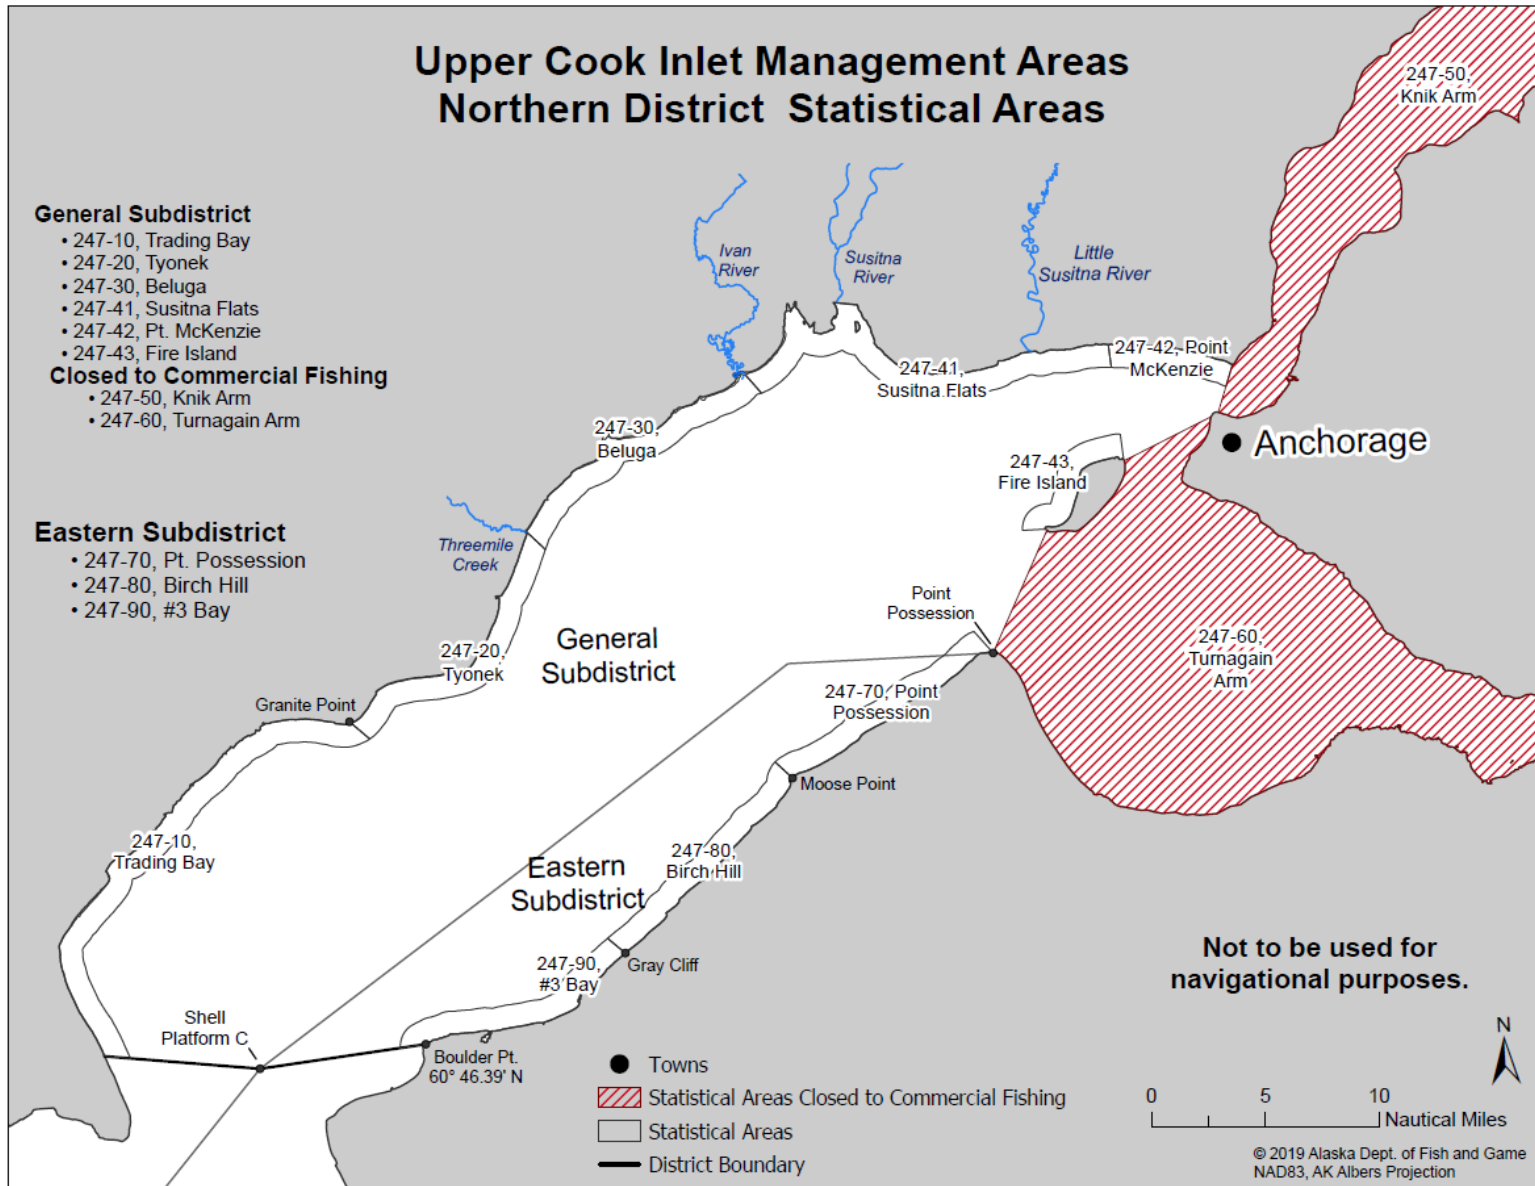 Upper Cook Inlet Management Areas
Northern District Statistical Areas
247-50,
Knik Arm
General Subdistrict
• 247-10, Trading Bay
• 247-20, Tyonek
• 247-30, Beluga
• 247-41, Susitna Flats
• 247-42, Pt. McKenzie
• 247-43, Fire Island
Closed to Commercial Fishing
• 247-50, Knik Arm
• 247-60, Turnagain Arm
Eastern Subdistrict
• 247-70, Pt. Possession
• 247-80, Birch Hill
• 247-90, #3 Bay
Ivan
River
Susitna
River
Little
Susitna River
247-42, Point
McKenzie
247-41,
Susitna Flats
247-30,
Beluga
Anchorage
247-43,
Fire Island
Threemile
Creek
Point
Possession
General
Subdistrict
247-20,
Tyonek
247-60,
Turnagain
Arm
Granite Point
247-70, Point
Possession
Moose Point
247-10,
Trading Bay
247-80,
Birch Hill
Eastern
Subdistrict
247-90,
#3 Bay
Gray Cliff
Not to be used for
navigational purposes.
Shell
Platform C
Boulder Pt.
60° 46.39' N
Towns
Statistical Areas Closed to Commercial Fishing
Statistical Areas
District Boundary
N
0 5 10
Nautical Miles
© 2019 Alaska Dept. of Fish and Game
NAD83, AK Albers Projection